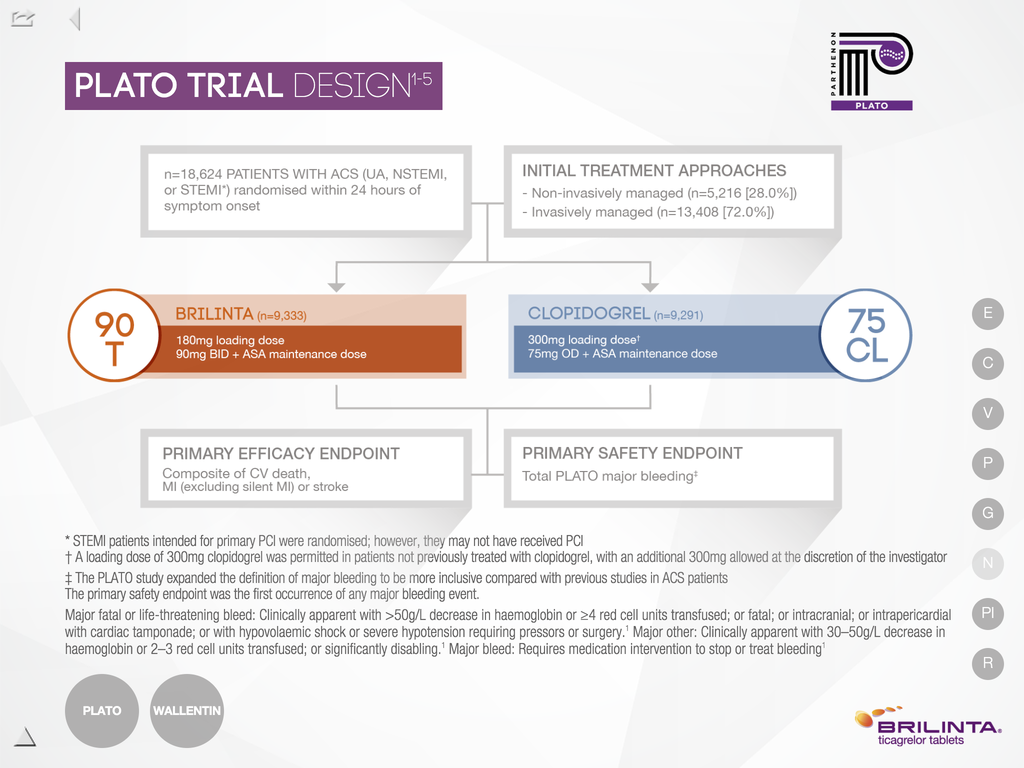 PARTHENON
PLATO
PLATO TRIAL DESIGN1-5
n=18,624 PATIENTS WITH ACS (UA, NSTEMI,
or STEMI*) randomised within 24 hours of
symptom onset
INITIAL TREATMENT APPROACHES
- Non-invasively managed (n=5,216 [28.0%])
- Invasively managed (n=13,408 [72.0%])
90
T
BRILINTA (n=9,333)
180mg loading dose
90mg BID + ASA maintenance dose
CLOPIDOGREL (n=9,291)
300mg loading dose†
75mg OD + ASA maintenance dose
75
CL
PRIMARY EFFICACY ENDPOINT
Composite of CV death,
MI (excluding silent MI) or stroke
PRIMARY SAFETY ENDPOINT
Total PLATO major bleeding‡
E
C
V
P
G
N
PI
R
* STEMI patients intended for primary PCI were randomised; however, they may not have received PCI
† A loading dose of 300mg clopidogrel was permitted in patients not previously treated with clopidogrel, with an additional 300mg allowed at the discretion of the investigator
‡ The PLATO study expanded the definition of major bleeding to be more inclusive compared with previous studies in ACS patients
The primary safety endpoint was the first occurrence of any major bleeding event.
Major fatal or life-threatening bleed: Clinically apparent with >50g/L decrease in haemoglobin or ≥4 red cell units transfused; or fatal; or intracranial; or intrapericardial
with cardiac tamponade; or with hypovolaemic shock or severe hypotension requiring pressors or surgery.1 Major other: Clinically apparent with 30–50g/L decrease in
haemoglobin or 2–3 red cell units transfused; or significantly disabling.1 Major bleed: Requires medication intervention to stop or treat bleeding1
PLATO
WALLENTIN
BRILINTA®
ticagrelor tablets